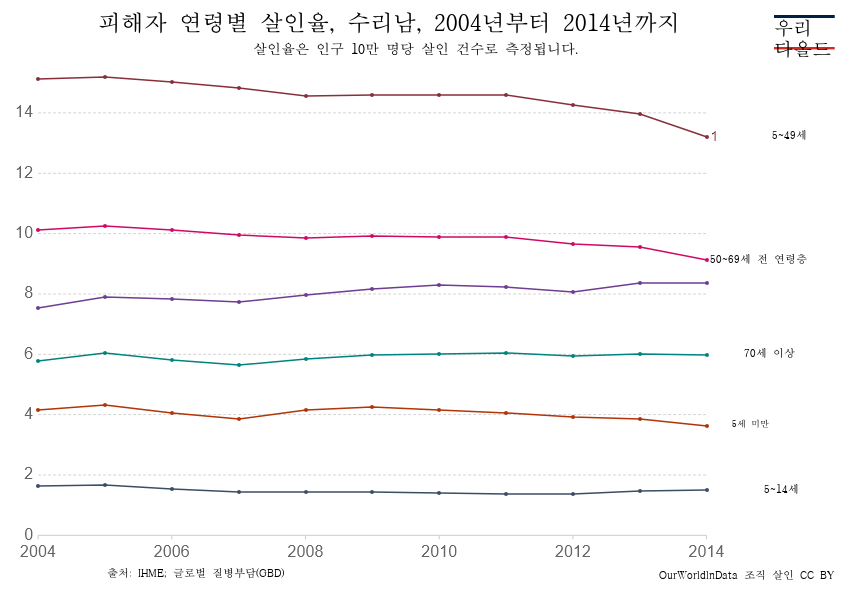 피해자 연령별 살인율, 수리남, 2004년부터 2014년까지
살인율은 인구 10만 명당 살인 건수로 측정됩니다.
우리
다올드
14
12
10
8
6
4
2
0
1
5~49세
50~69세 전 연령층
70세 이상
5세 미만
5~14세
2004 2006 2008 2010 2012 2014
출처: IHME; 글로벌 질병부담(GBD)
OurWorldInData 조직 살인 CC BY